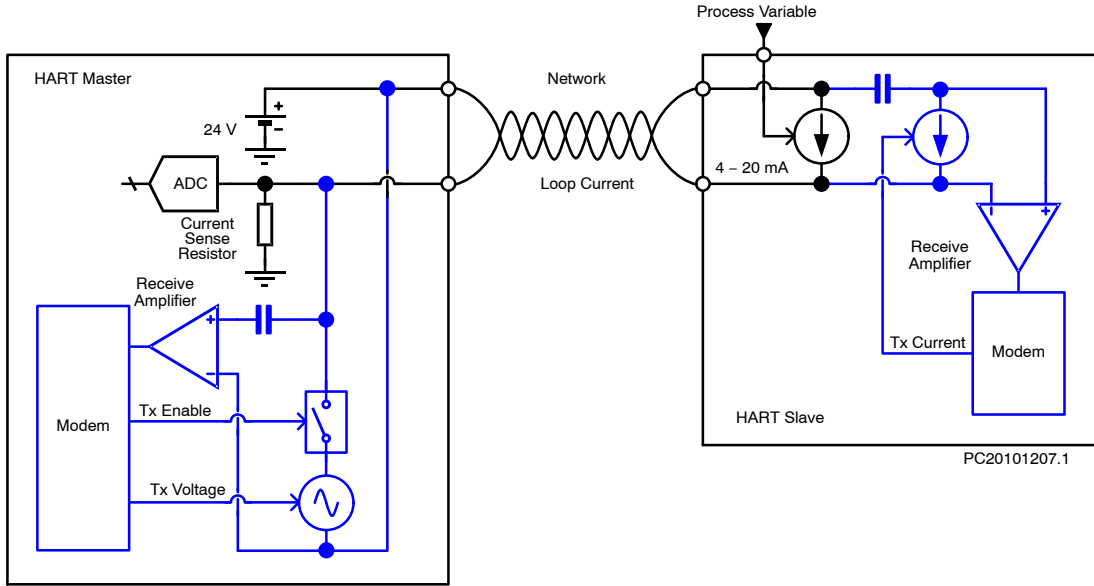 Process Variable
HART Master
Network
+
−
24 V
ADC
4 – 20 mA
Loop Current
Current
Sense
Resistor
− +
Receive
Amplifier
Receive
Amplifier
+
Tx Current
Modem
−
Tx Enable
Modem
HART Slave
PC20101207.1
Tx Voltage